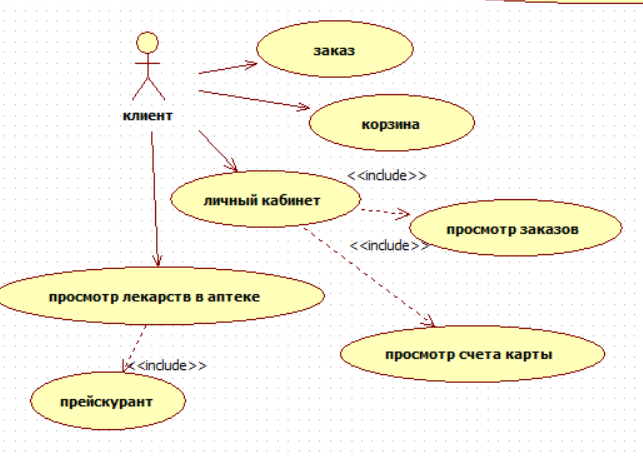 заказ
клиент
корзина
<<include>>
личный кабинет
просмотр заказов
<<include>>
просмотр лекарств в аптеке
просмотр счета карты
<<include>>
прейскурант